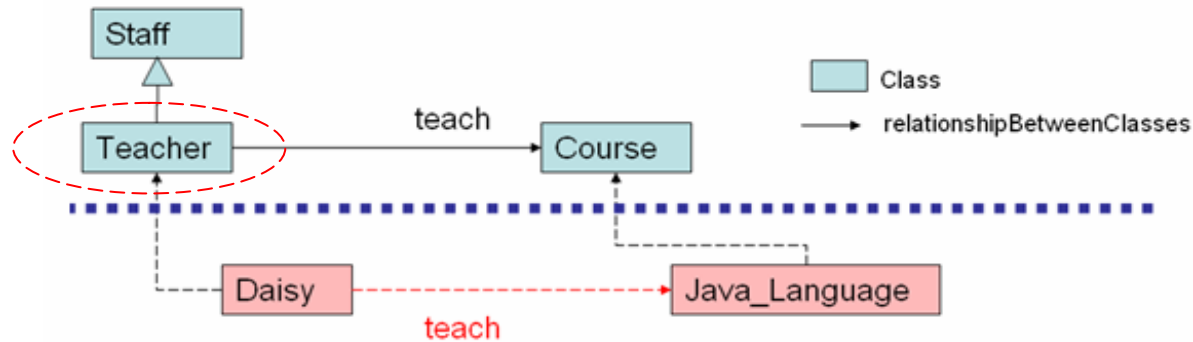 Staff
Class
teach
relationshipBetweenClasses
Teacher
Course
Daisy
Java_Language
teach